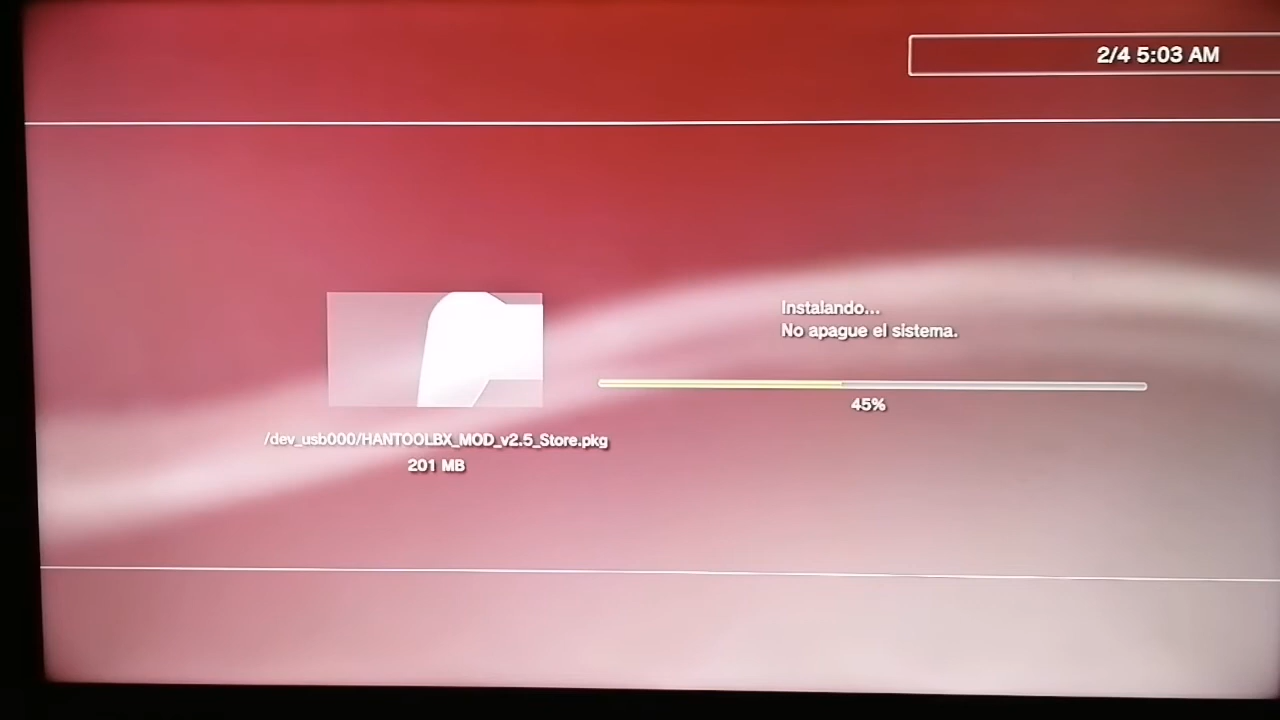 2/4 5:03 AM
Instalando...
No apague el sistema.
45%
/dev_usb000/HANTOOLBX_MOD_v2.5_Store.pkg
201 MB